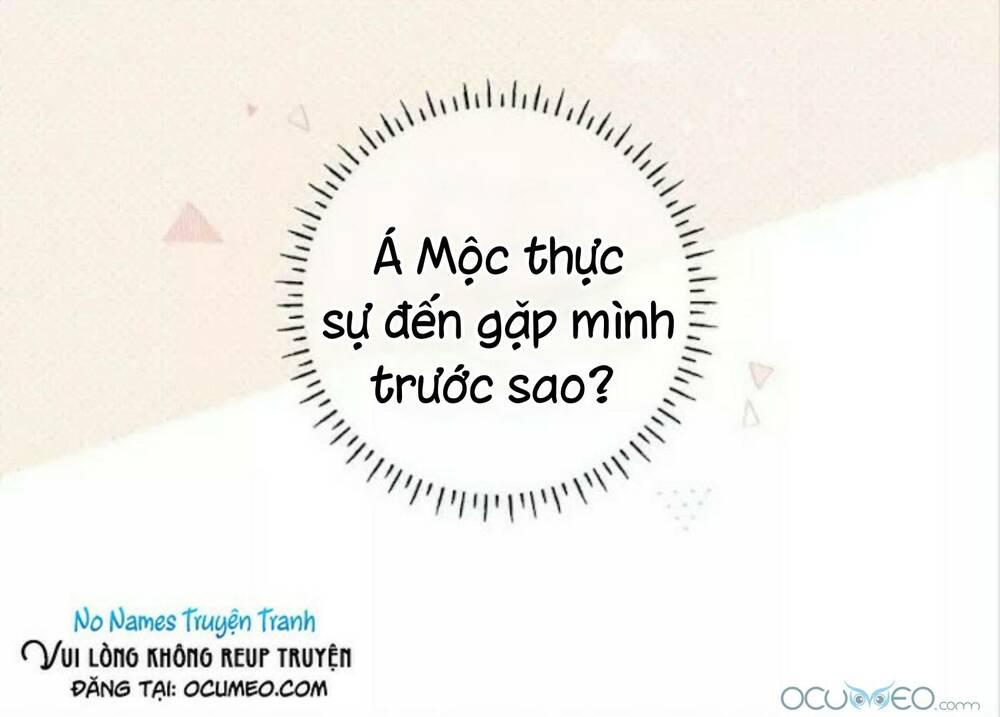 Á Mộc thực
sự đến gặp mình
trước sao?
No Names Truyện Tranh
VUI LÒNG KHÔNG REUP TRUYỆN
ĐĂNG TẠI: OCUMEO.COM
OCUMEO.comm